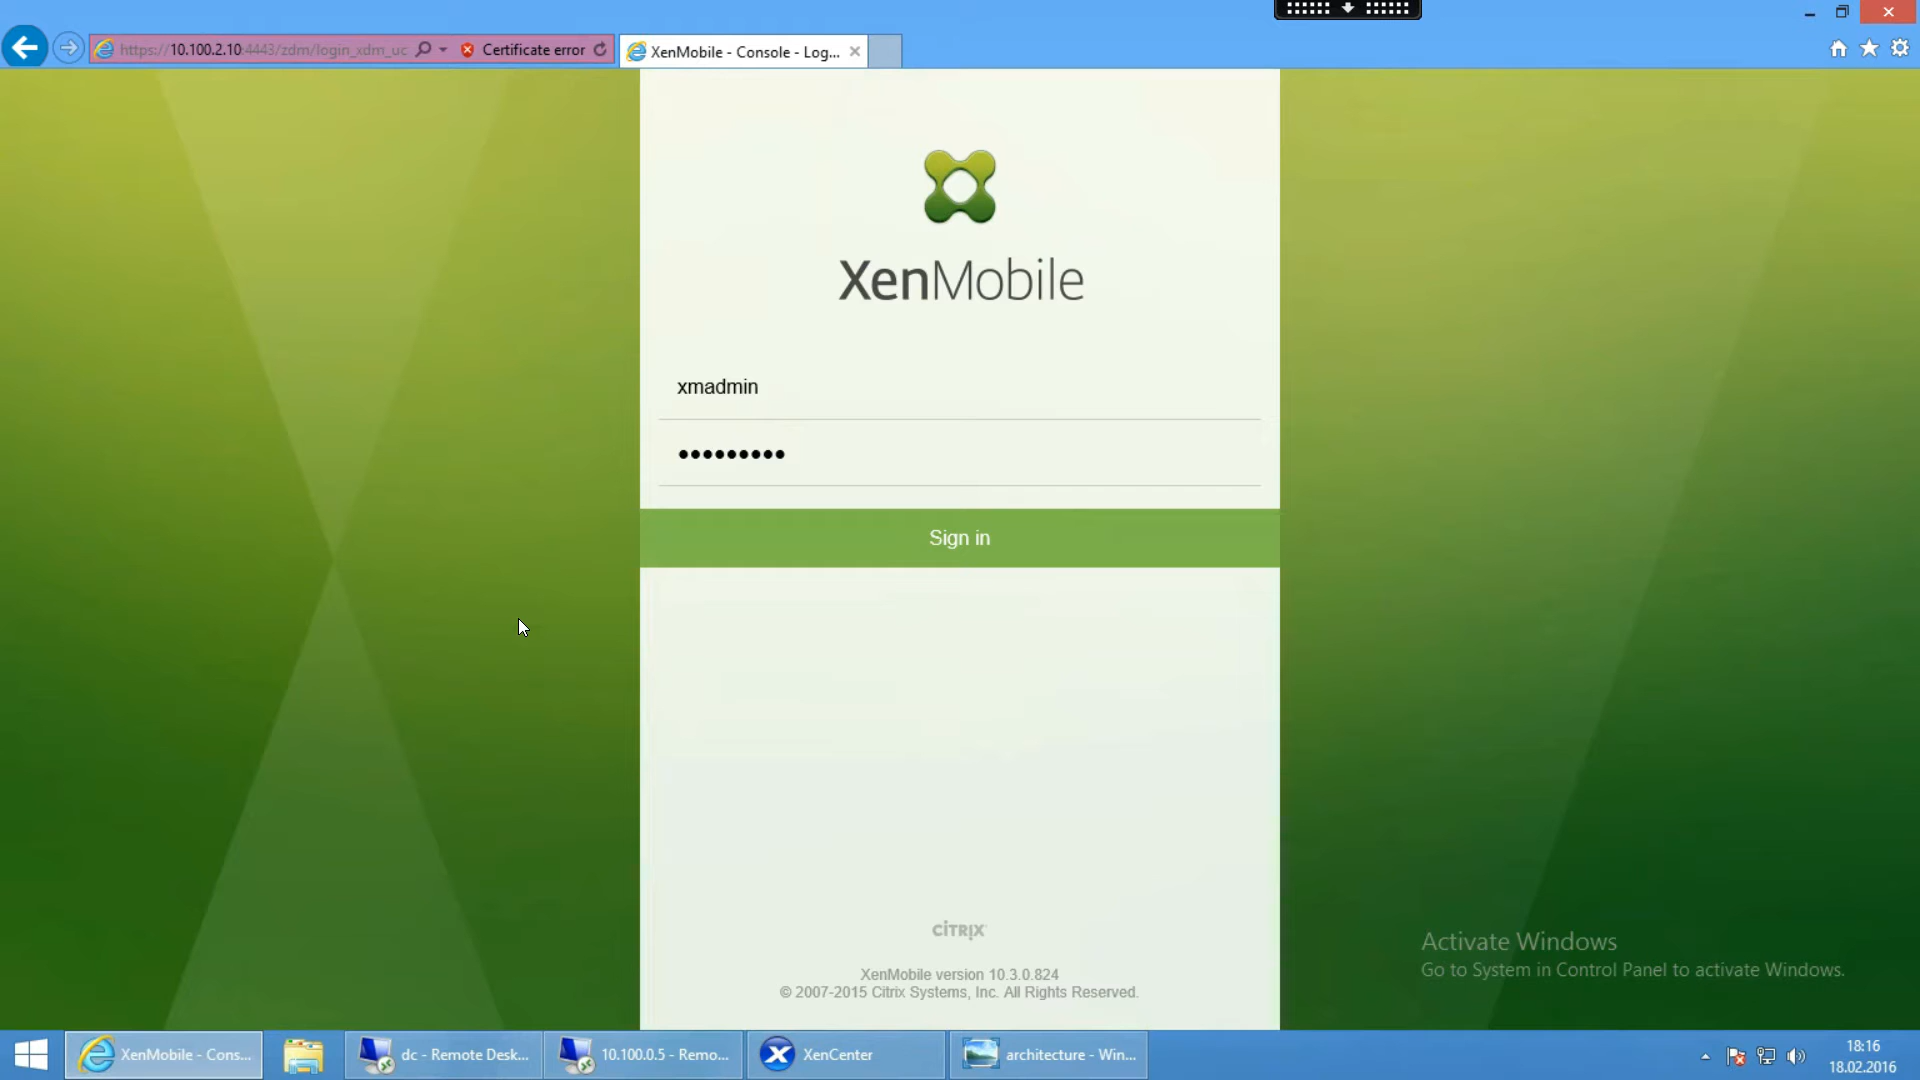 https://10.100.2.10:4443/zdm/login_xdm_uc
Certificate error
XenMobile - Console - Log...
XenMobile
xmadmin
•••••••••
Sign in
CITRIX
XenMobile version 10.3.0.824
© 2007-2015 Citrix Systems, Inc. All Rights Reserved.
Activate Windows
Go to System in Control Panel to activate Windows.
XenMobile - Cons...
dc - Remote Desk...
10.100.0.5 - Remo...
XenCenter
architecture - Win...
18:16
18.02.2016